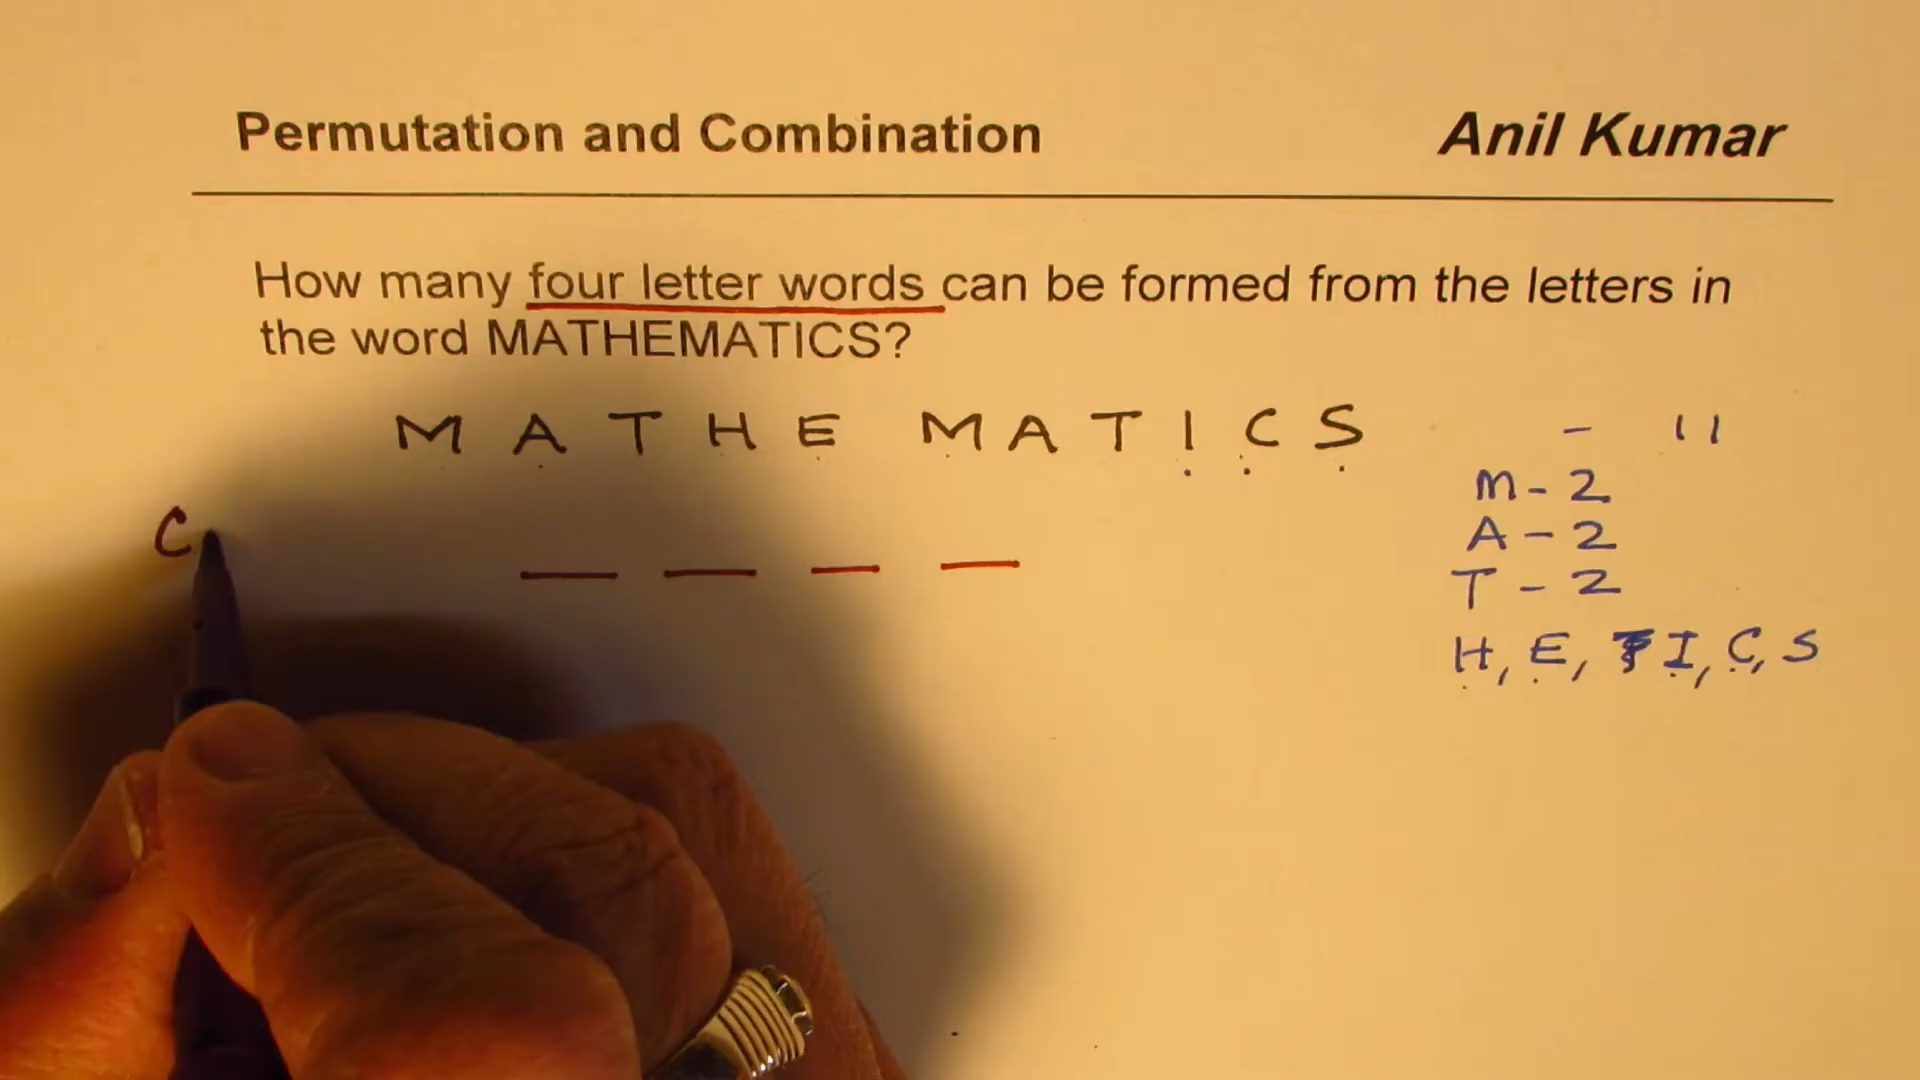 Permutation and Combination Anil Kumar
How many four letter words can be formed from the letters in
the word MATHEMATICS?
M A T H E M A T I C S - 11
M - 2
A - 2
T - 2
H, E, I, C, S
C